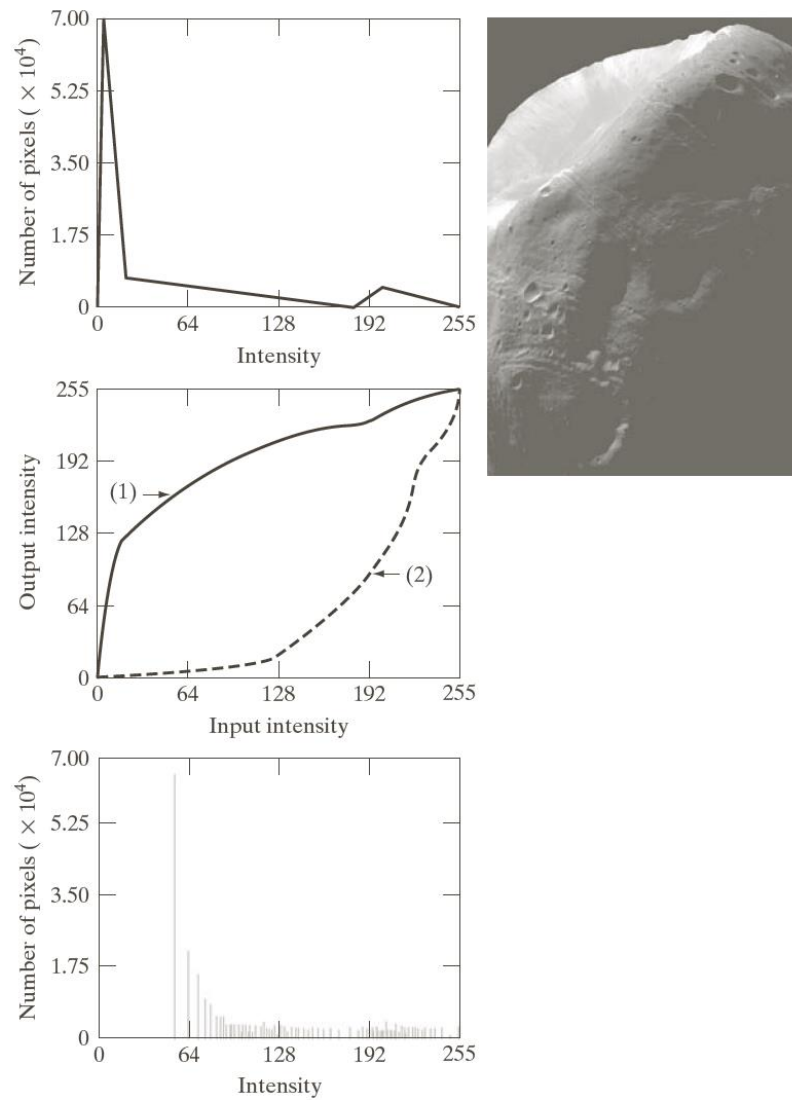 7.00
5.25
3.50
1.75
0
Number of pixels ( × 10⁴)
0 64 128 192 255
Intensity
255
192
128
64
0
Output intensity
(1)
(2)
0 64 128 192 255
Input intensity
7.00
5.25
3.50
1.75
0
Number of pixels ( × 10⁴)
0 64 128 192 255
Intensity